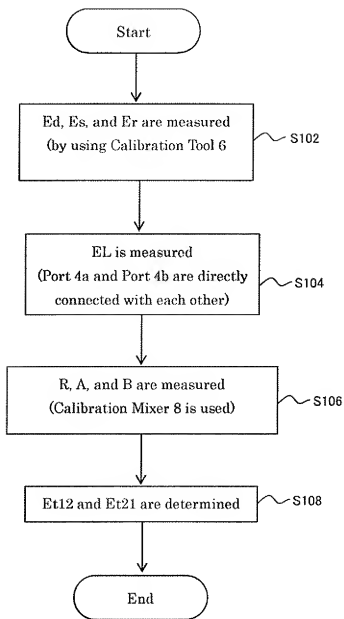 Start
Ed, Es, and Er are measured
(by using Calibration Tool 6
S102
EL is measured
(Port 4a and Port 4b are directly
connected with each other)
S104
R, A, and B are measured
(Calibration Mixer 8 is used)
S106
Et12 and Et21 are determined
S108
End